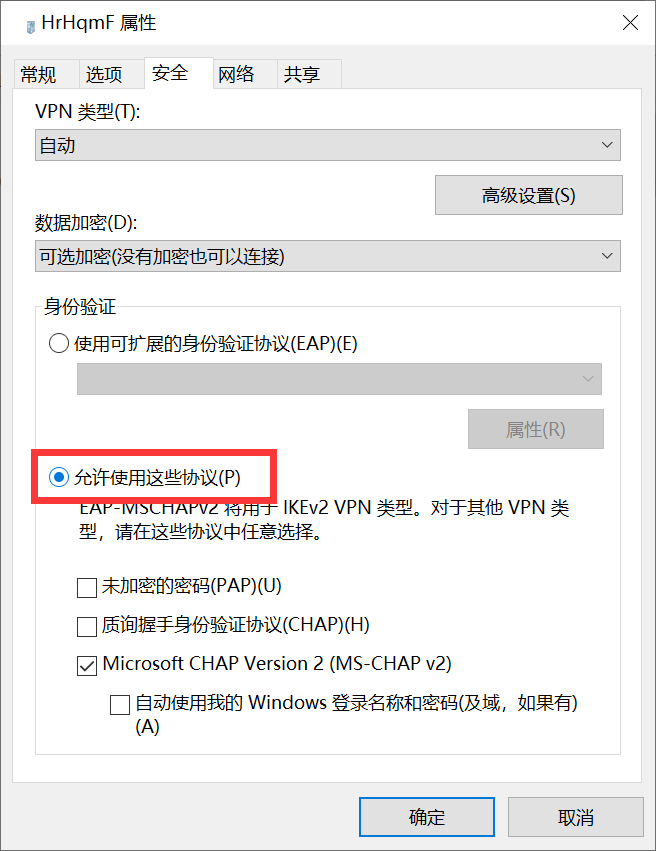 HrHqmF 属性
常规 选项 安全 网络 共享
VPN 类型(T):
自动
高级设置(S)
数据加密(D):
可选加密(没有加密也可以连接)
身份验证
使用可扩展的身份验证协议(EAP)(E)
属性(R)
允许使用这些协议(P)
EAP-MSCHAPv2 将用于 IKEv2 VPN 类型。对于其他 VPN 类
型，请在这些协议中任意选择。
未加密的密码(PAP)(U)
质询握手身份验证协议(CHAP)(H)
Microsoft CHAP Version 2 (MS-CHAP v2)
自动使用我的 Windows 登录名称和密码(及域，如果有)
(A)
确定 取消